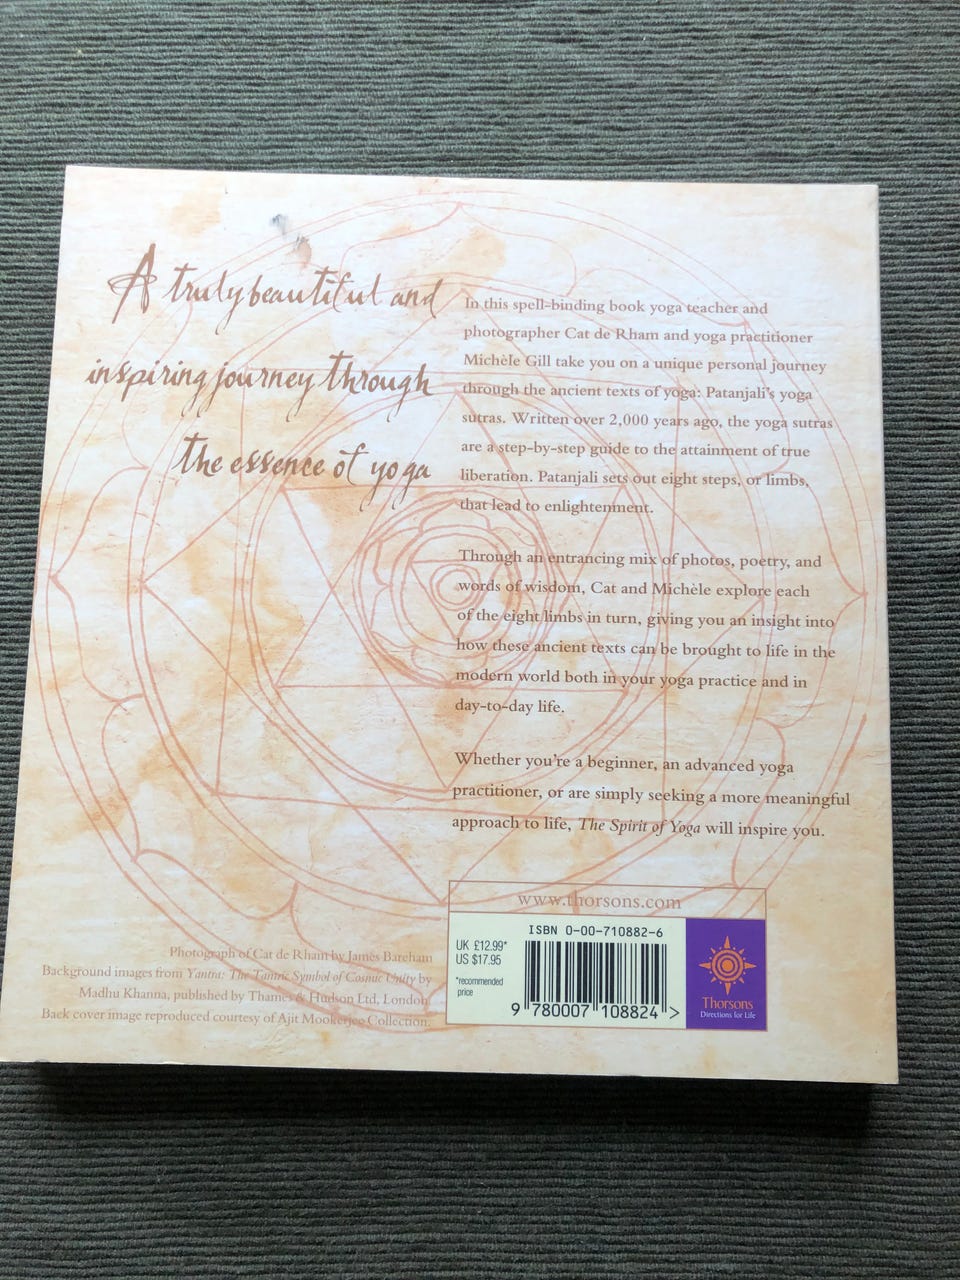 A truly beautiful and
inspiring journey through
the essence of yoga
In this spell-binding book yoga teacher and
photographer Cat de Rham and yoga practitioner
Michèle Gill take you on a unique personal journey
through the ancient texts of yoga: Patanjali's yoga
sutras. Written over 2,000 years ago, the yoga sutras
are a step-by-step guide to the attainment of true
liberation. Patanjali sets out eight steps, or limbs,
that lead to enlightenment.
Through an entrancing mix of photos, poetry, and
words of wisdom, Cat and Michèle explore each
of the eight limbs in turn, giving you an insight into
how these ancient texts can be brought to life in the
modern world both in your yoga practice and in
day-to-day life.
Whether you're a beginner, an advanced yoga
practitioner, or are simply seeking a more meaningful
approach to life, The Spirit of Yoga will inspire you.
Photograph of Cat de Rham by James Bareham
Background images from Yantra: The Tantric Symbol of Cosmic Unity by
Madhu Khanna, published by Thames & Hudson Ltd, London.
Back cover image reproduced courtesy of Ajit Mookerjee Collection.
www.thorsons.com
ISBN 0-00-710882-6
UK £12.99*
US $17.95
*recommended
price
9 780007 108824 >
Thorsons
Directions for Life